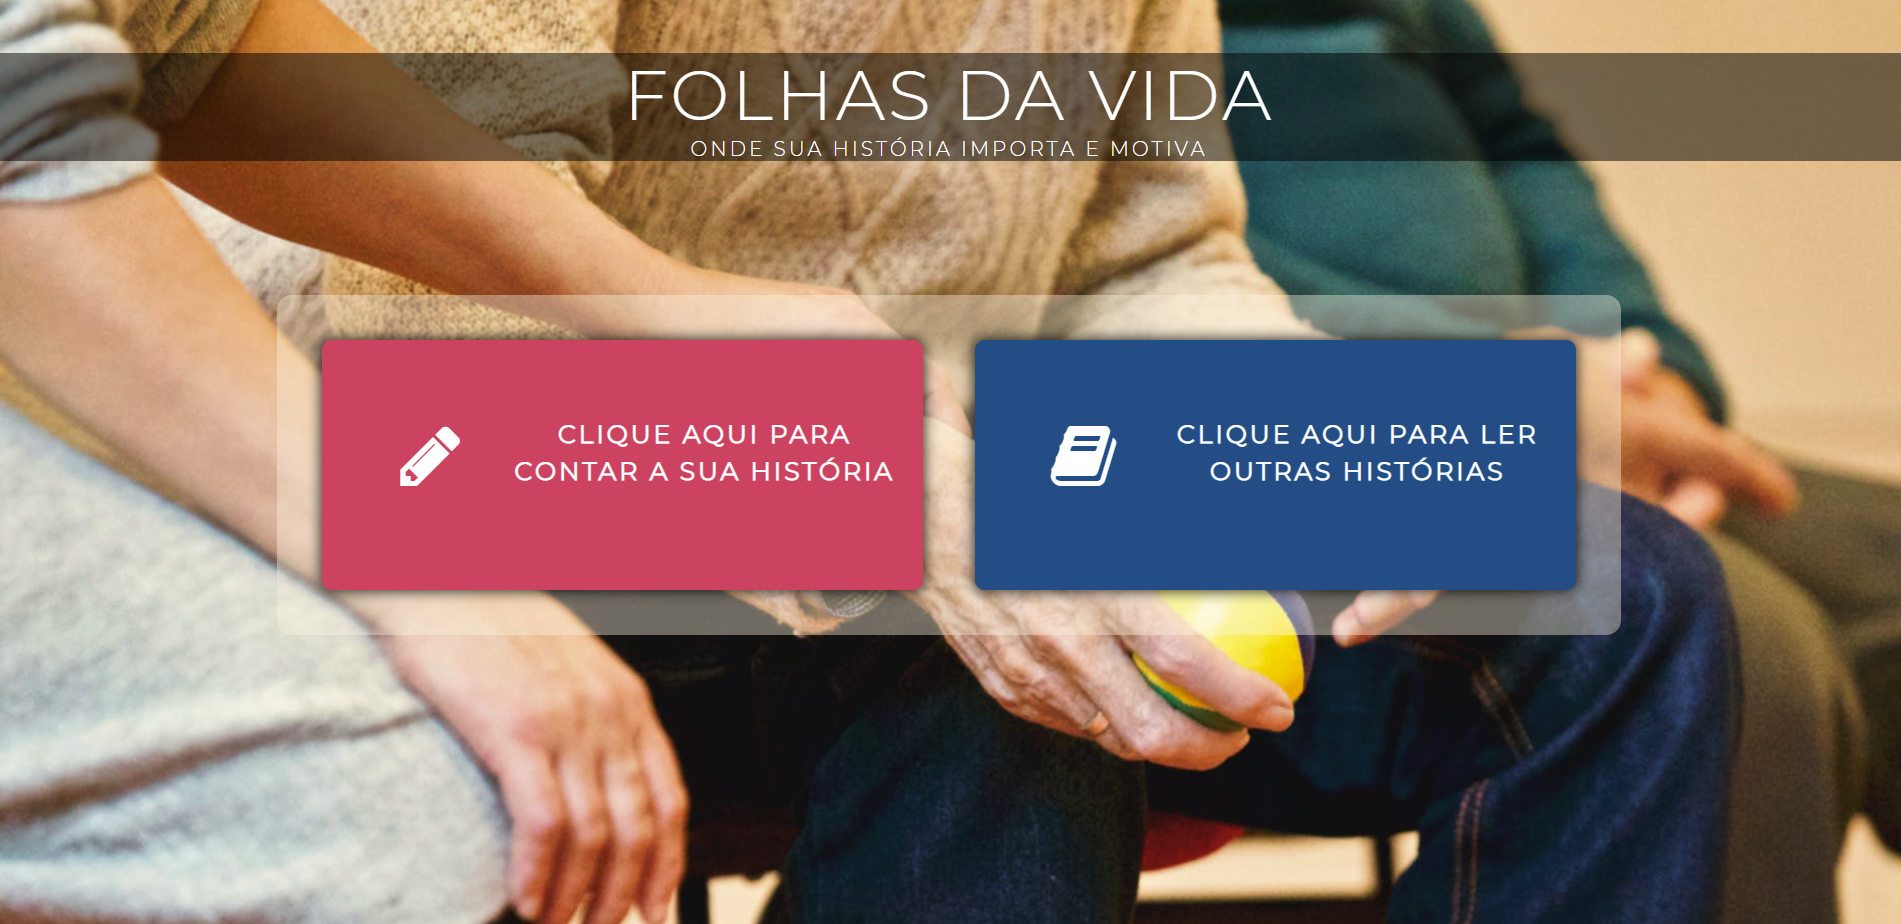 FOLHAS DA VIDA
ONDE SUA HISTÓRIA IMPORTA E MOTIVA
CLIQUE AQUI PARA
CONTAR A SUA HISTÓRIA
CLIQUE AQUI PARA LER
OUTRAS HISTÓRIAS